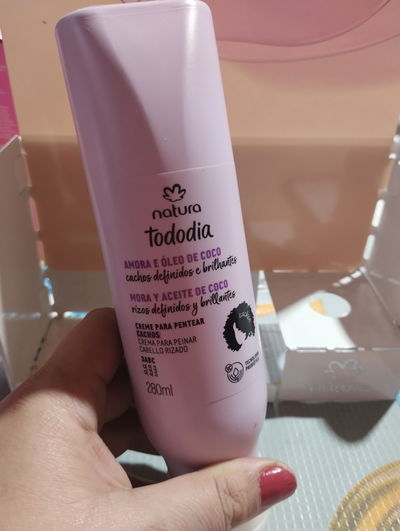 natura
Tododia
AMORA E ÓLEO DE COCO
cachos definidos e brilhantes
MORA Y ACEITE DE COCO
rizos definidos y brillantes
CREME PARA PENTEAR
CACHOS
CREMA PARA PEINAR
CABELLO RIZADO
3ABC
280ml